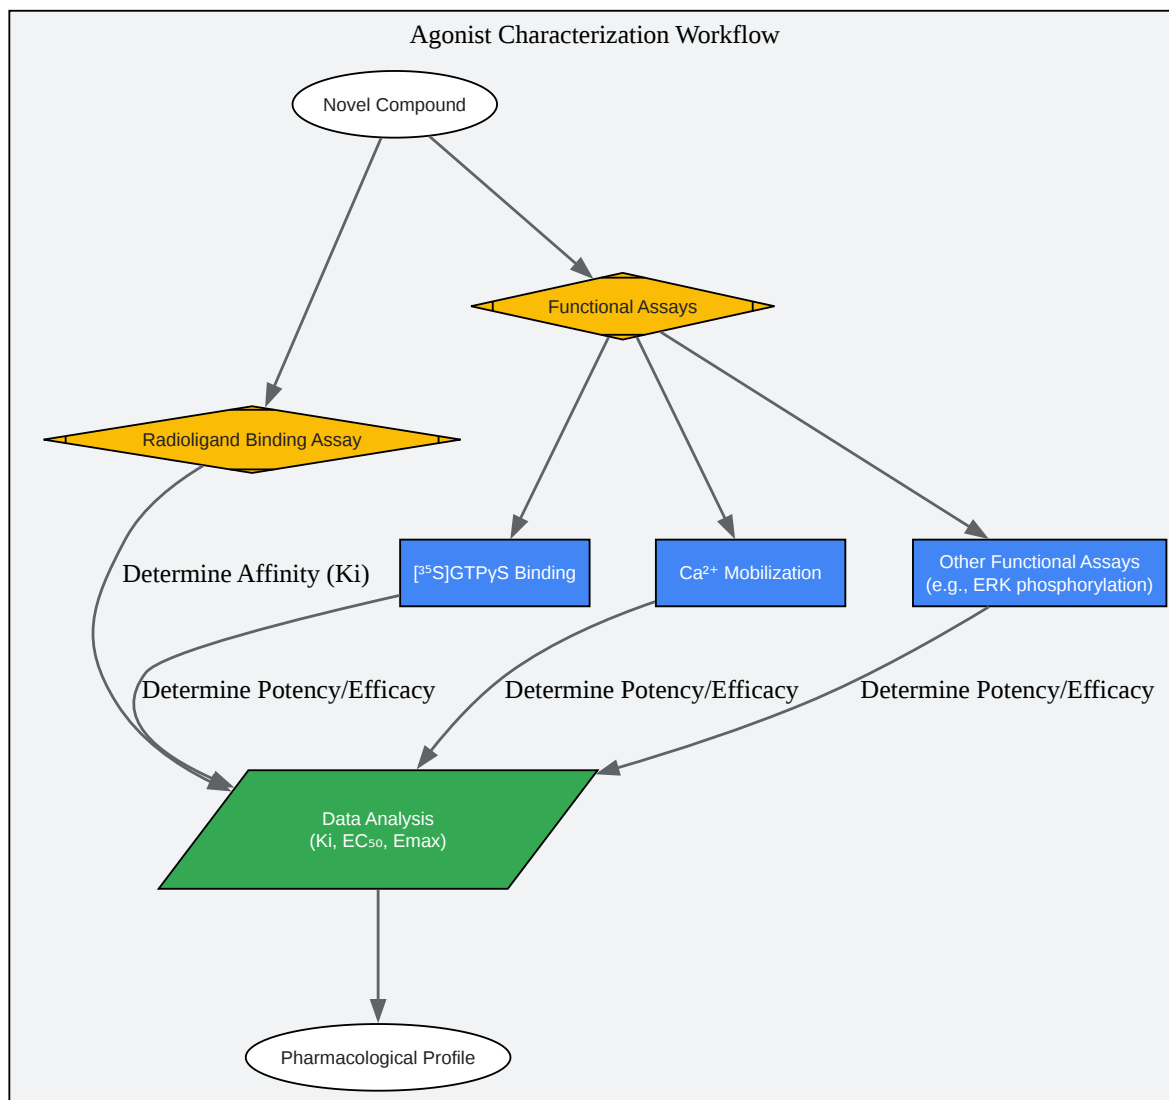 Agonist Characterization Workflow
Novel Compound
Functional Assays
Radioligand Binding Assay
Determine Affinity (Ki)
[³⁵S]GTPγS Binding
Ca²⁺ Mobilization
Other Functional Assays
(e.g., ERK phosphorylation)
Determine Potency/Efficacy
Determine Potency/Efficacy
Determine Potency/Efficacy
Data Analysis
(Ki, EC₅₀, Emax)
Pharmacological Profile